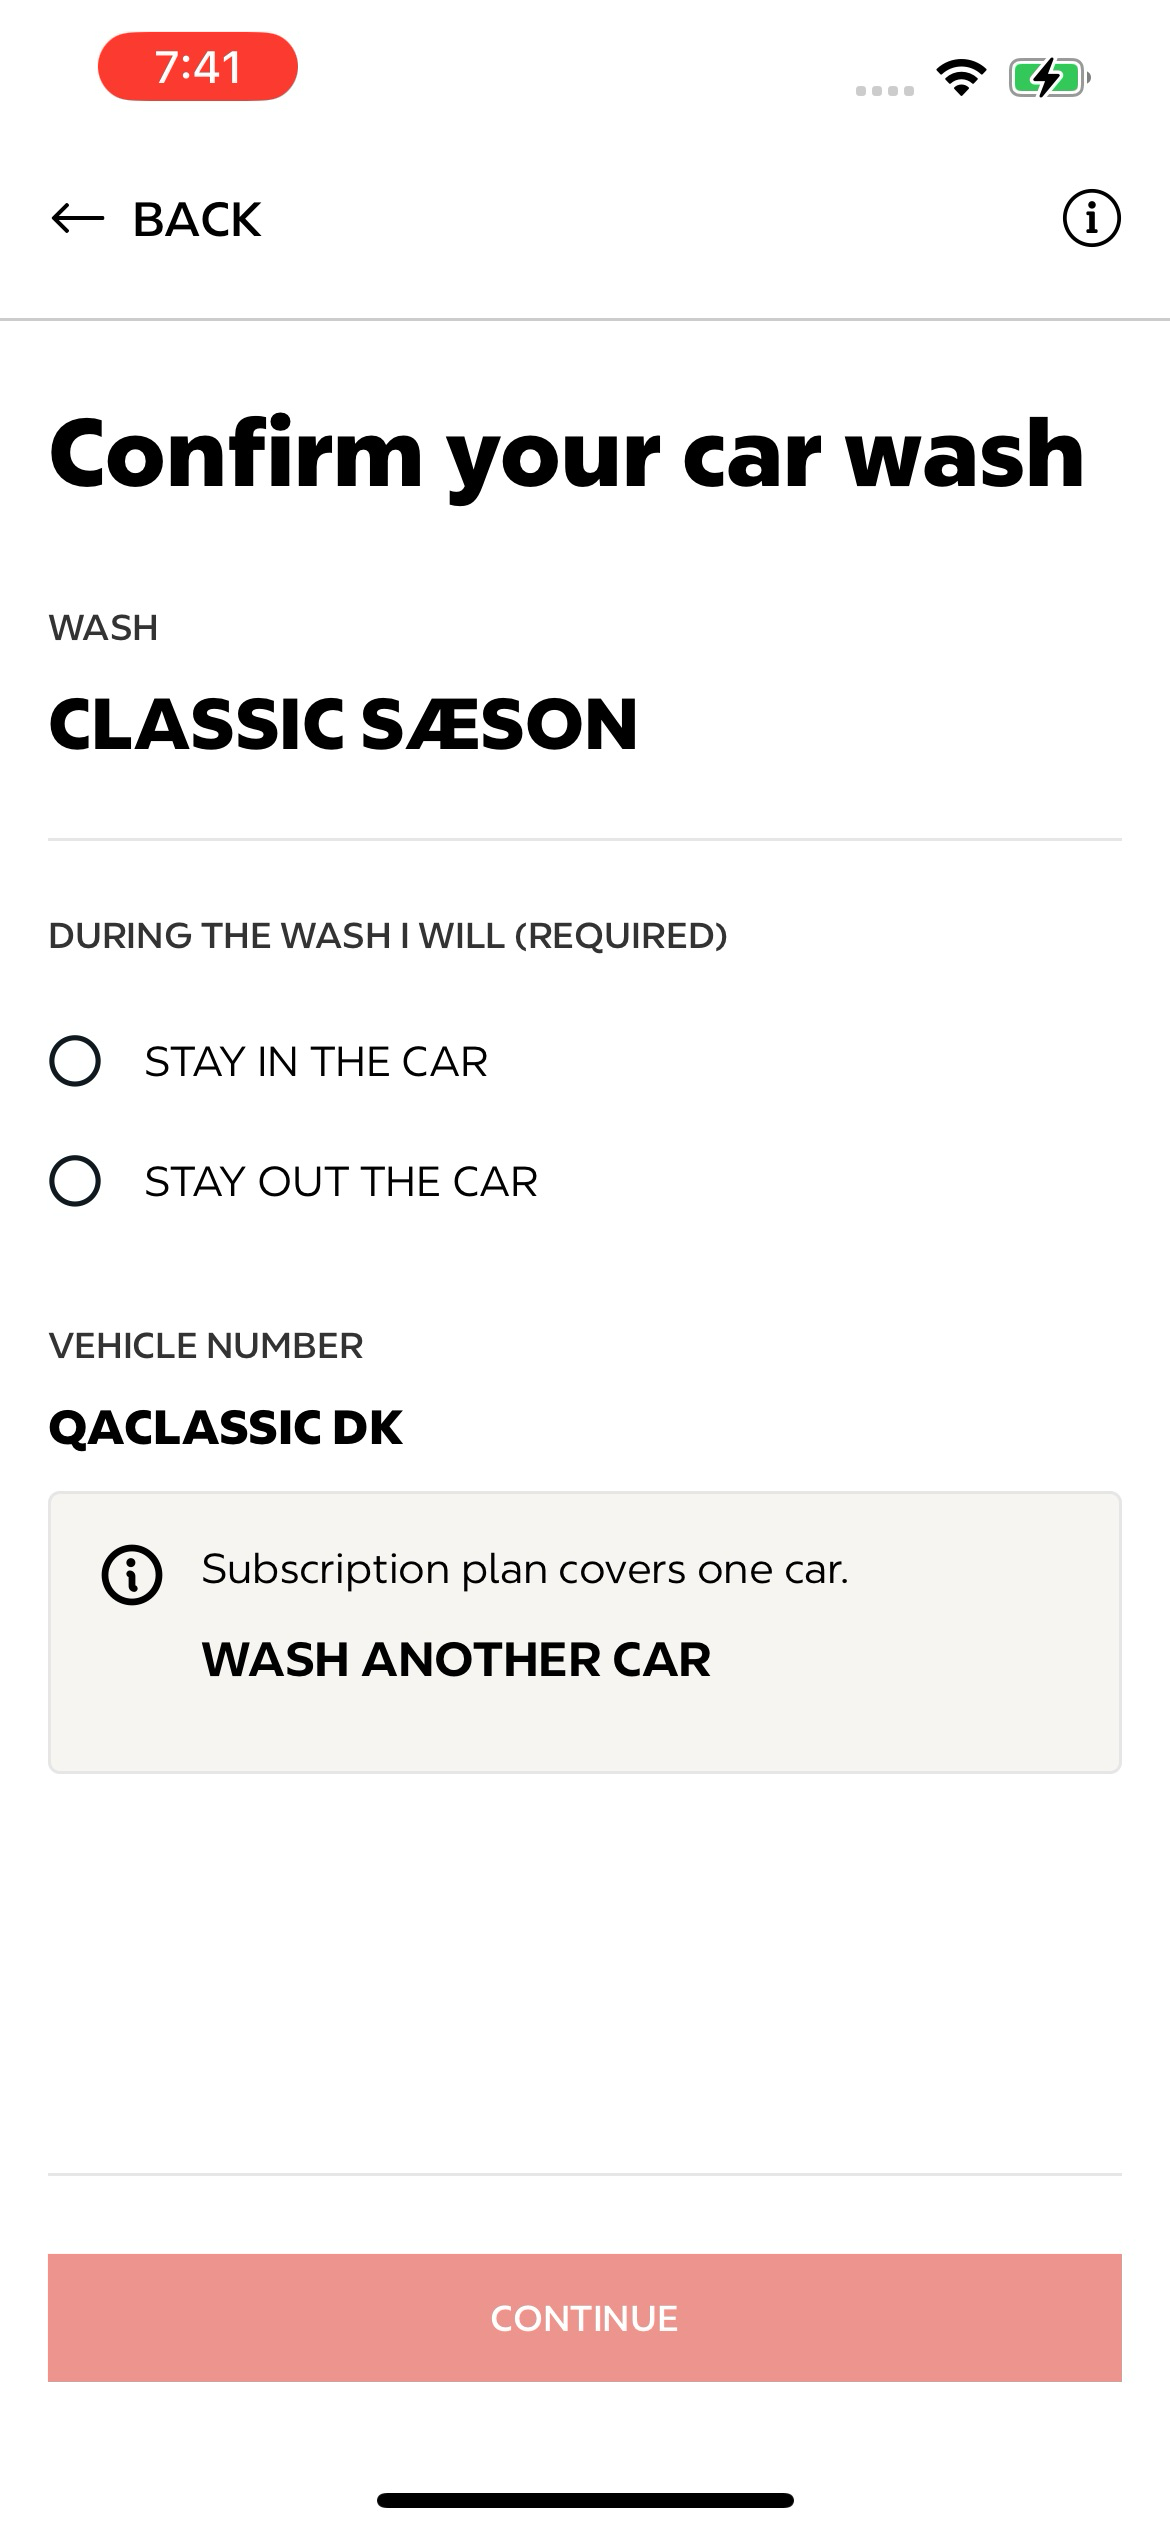 7:41
BACK
Confirm your car wash
WASH
CLASSIC SÆSON
DURING THE WASH I WILL (REQUIRED)
STAY IN THE CAR
STAY OUT THE CAR
VEHICLE NUMBER
QACLASSIC DK
Subscription plan covers one car.
WASH ANOTHER CAR
CONTINUE